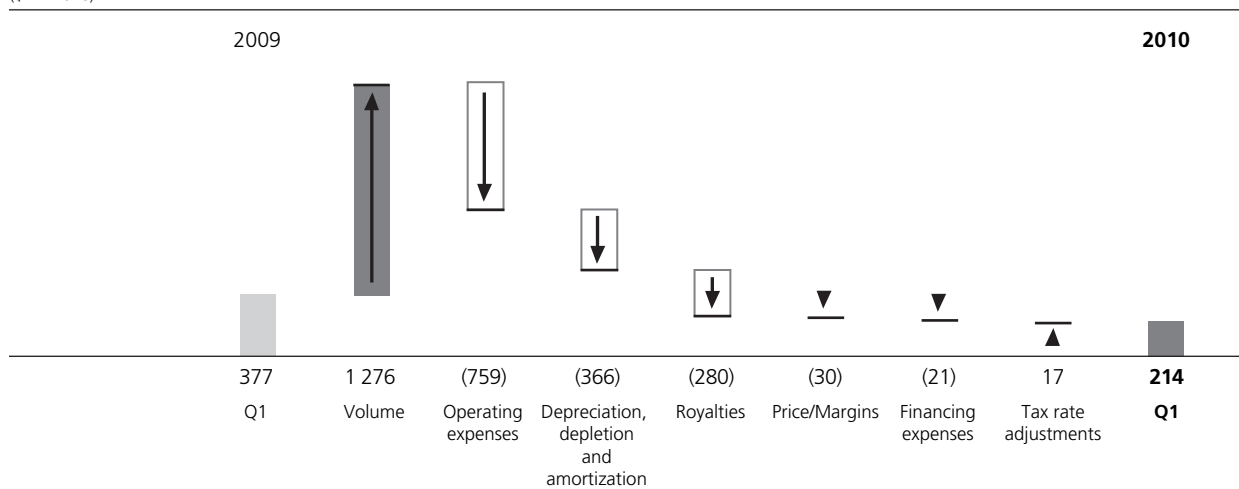 2009 2010
377 1 276 (759) (366) (280) (30) (21) 17 214
Q1 Volume Operating Depreciation, Royalties Price/Margins Financing Tax rate Q1
expenses depletion expenses adjustments
and
amortization